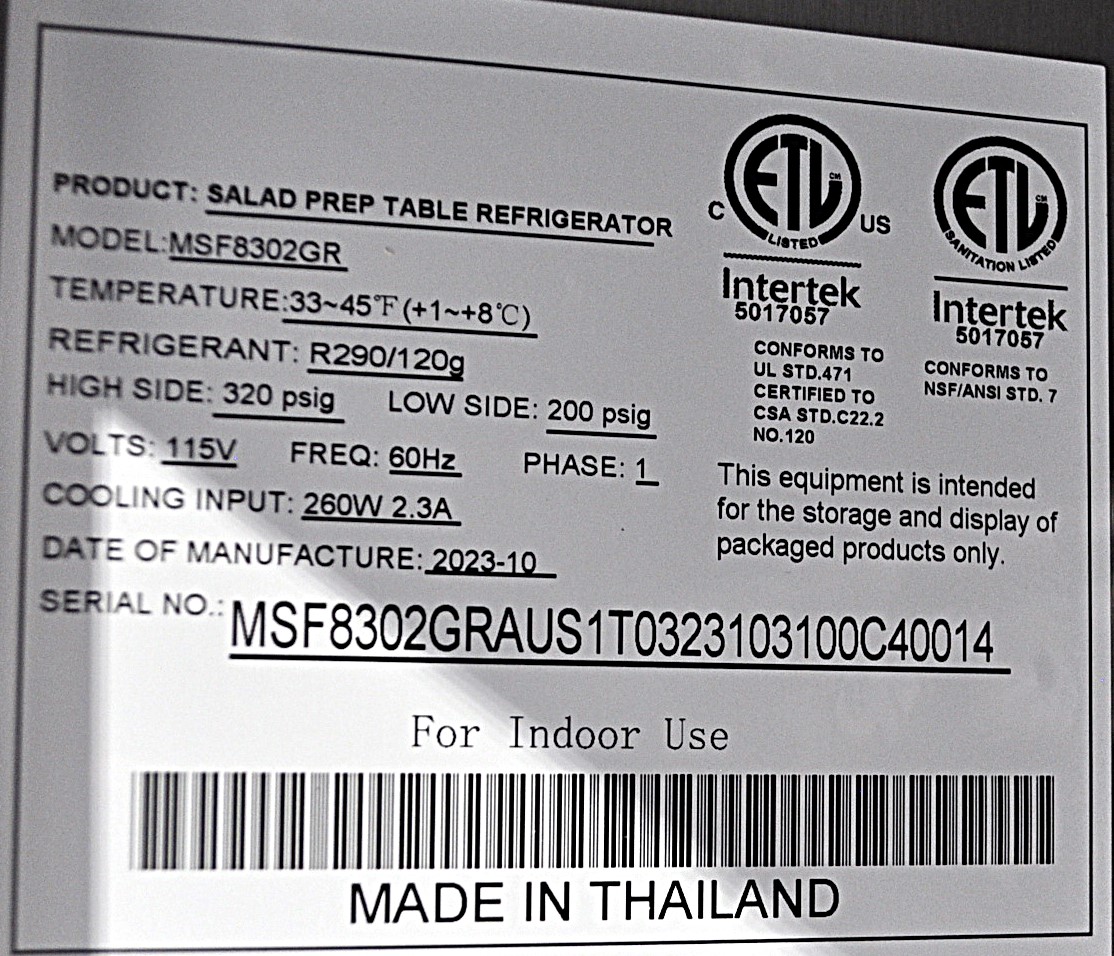 PRODUCT: SALAD PREP TABLE REFRIGERATOR
MODEL:MSF8302GR
TEMPERATURE:33~45℉(+1~+8℃)
REFRIGERANT: R290/120g
HIGH SIDE: 320 psig LOW SIDE: 200 psig
VOLTS: 115V FREQ: 60Hz PHASE: 1
COOLING INPUT: 260W 2.3A
DATE OF MANUFACTURE: 2023-10
SERIAL NO.: MSF8302GRAUS1T0323103100C40014
C ETL CM US
LISTED
Intertek
5017057
CONFORMS TO
UL STD.471
CERTIFIED TO
CSA STD.C22.2
NO.120
ETL CM
SANITATION LISTED
Intertek
5017057
CONFORMS TO
NSF/ANSI STD. 7
This equipment is intended
for the storage and display of
packaged products only.
For Indoor Use
MADE IN THAILAND